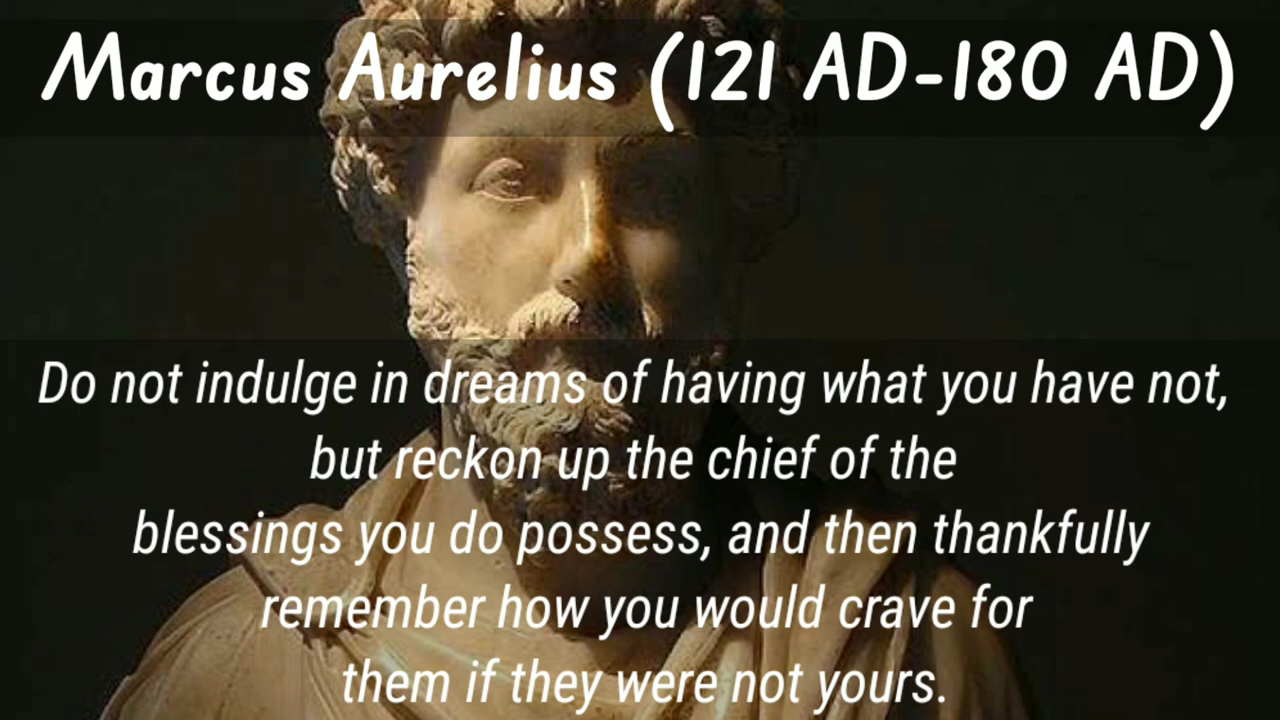 Marcus Aurelius (121 AD-180 AD)
Do not indulge in dreams of having what you have not,
but reckon up the chief of the
blessings you do possess, and then thankfully
remember how you would crave for
them if they were not yours.